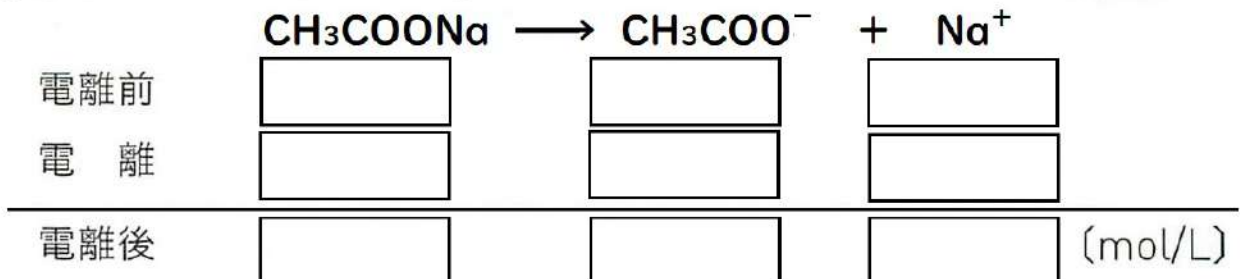 CH₃COONa ⟶ CH₃COO⁻ + Na⁺
電離前
電 離
電離後 (mol/L)